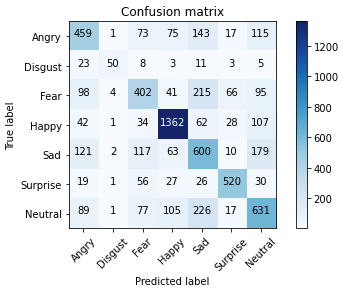 Confusion matrix
Angry 459 1 73 75 143 17 115
Disgust 23 50 8 3 11 3 5
Fear 98 4 402 41 215 66 95
Happy 42 1 34 1362 62 28 107
Sad 121 2 117 63 600 10 179
Surprise 19 1 56 27 26 520 30
Neutral 89 1 77 105 226 17 631
Angry Disgust Fear Happy Sad Surprise Neutral
True label
Predicted label
1200
1000
800
600
400
200